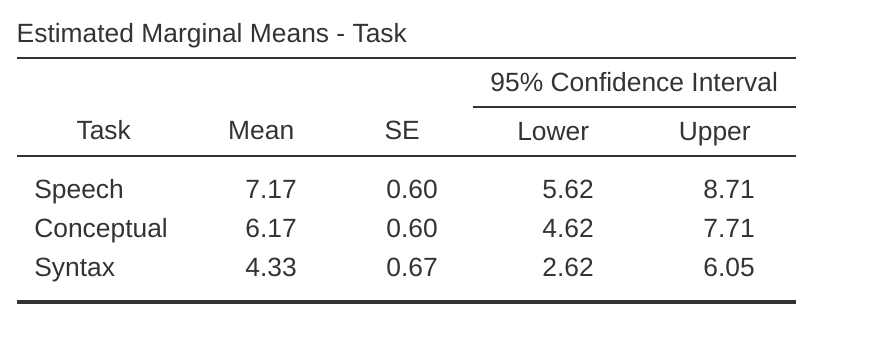 Estimated Marginal Means - Task
95% Confidence Interval
Task Mean SE Lower Upper
Speech 7.17 0.60 5.62 8.71
Conceptual 6.17 0.60 4.62 7.71
Syntax 4.33 0.67 2.62 6.05